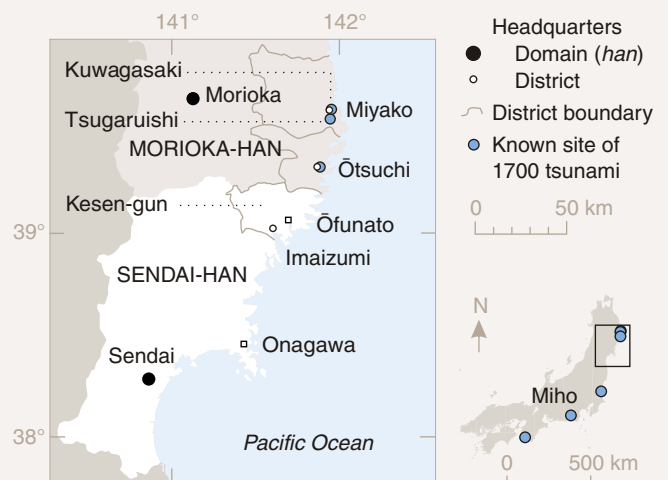 141° 142°
Kuwagasaki
Morioka
Tsugaruishi
Miyako
MORIOKA-HAN
Ōtsuchi
Kesen-gun
Ōfunato
39°
Imaizumi
SENDAI-HAN
Onagawa
Sendai
38°
Pacific Ocean
Headquarters
Domain (han)
District
District boundary
Known site of
1700 tsunami
0 50 km
N
Miho
0 500 km